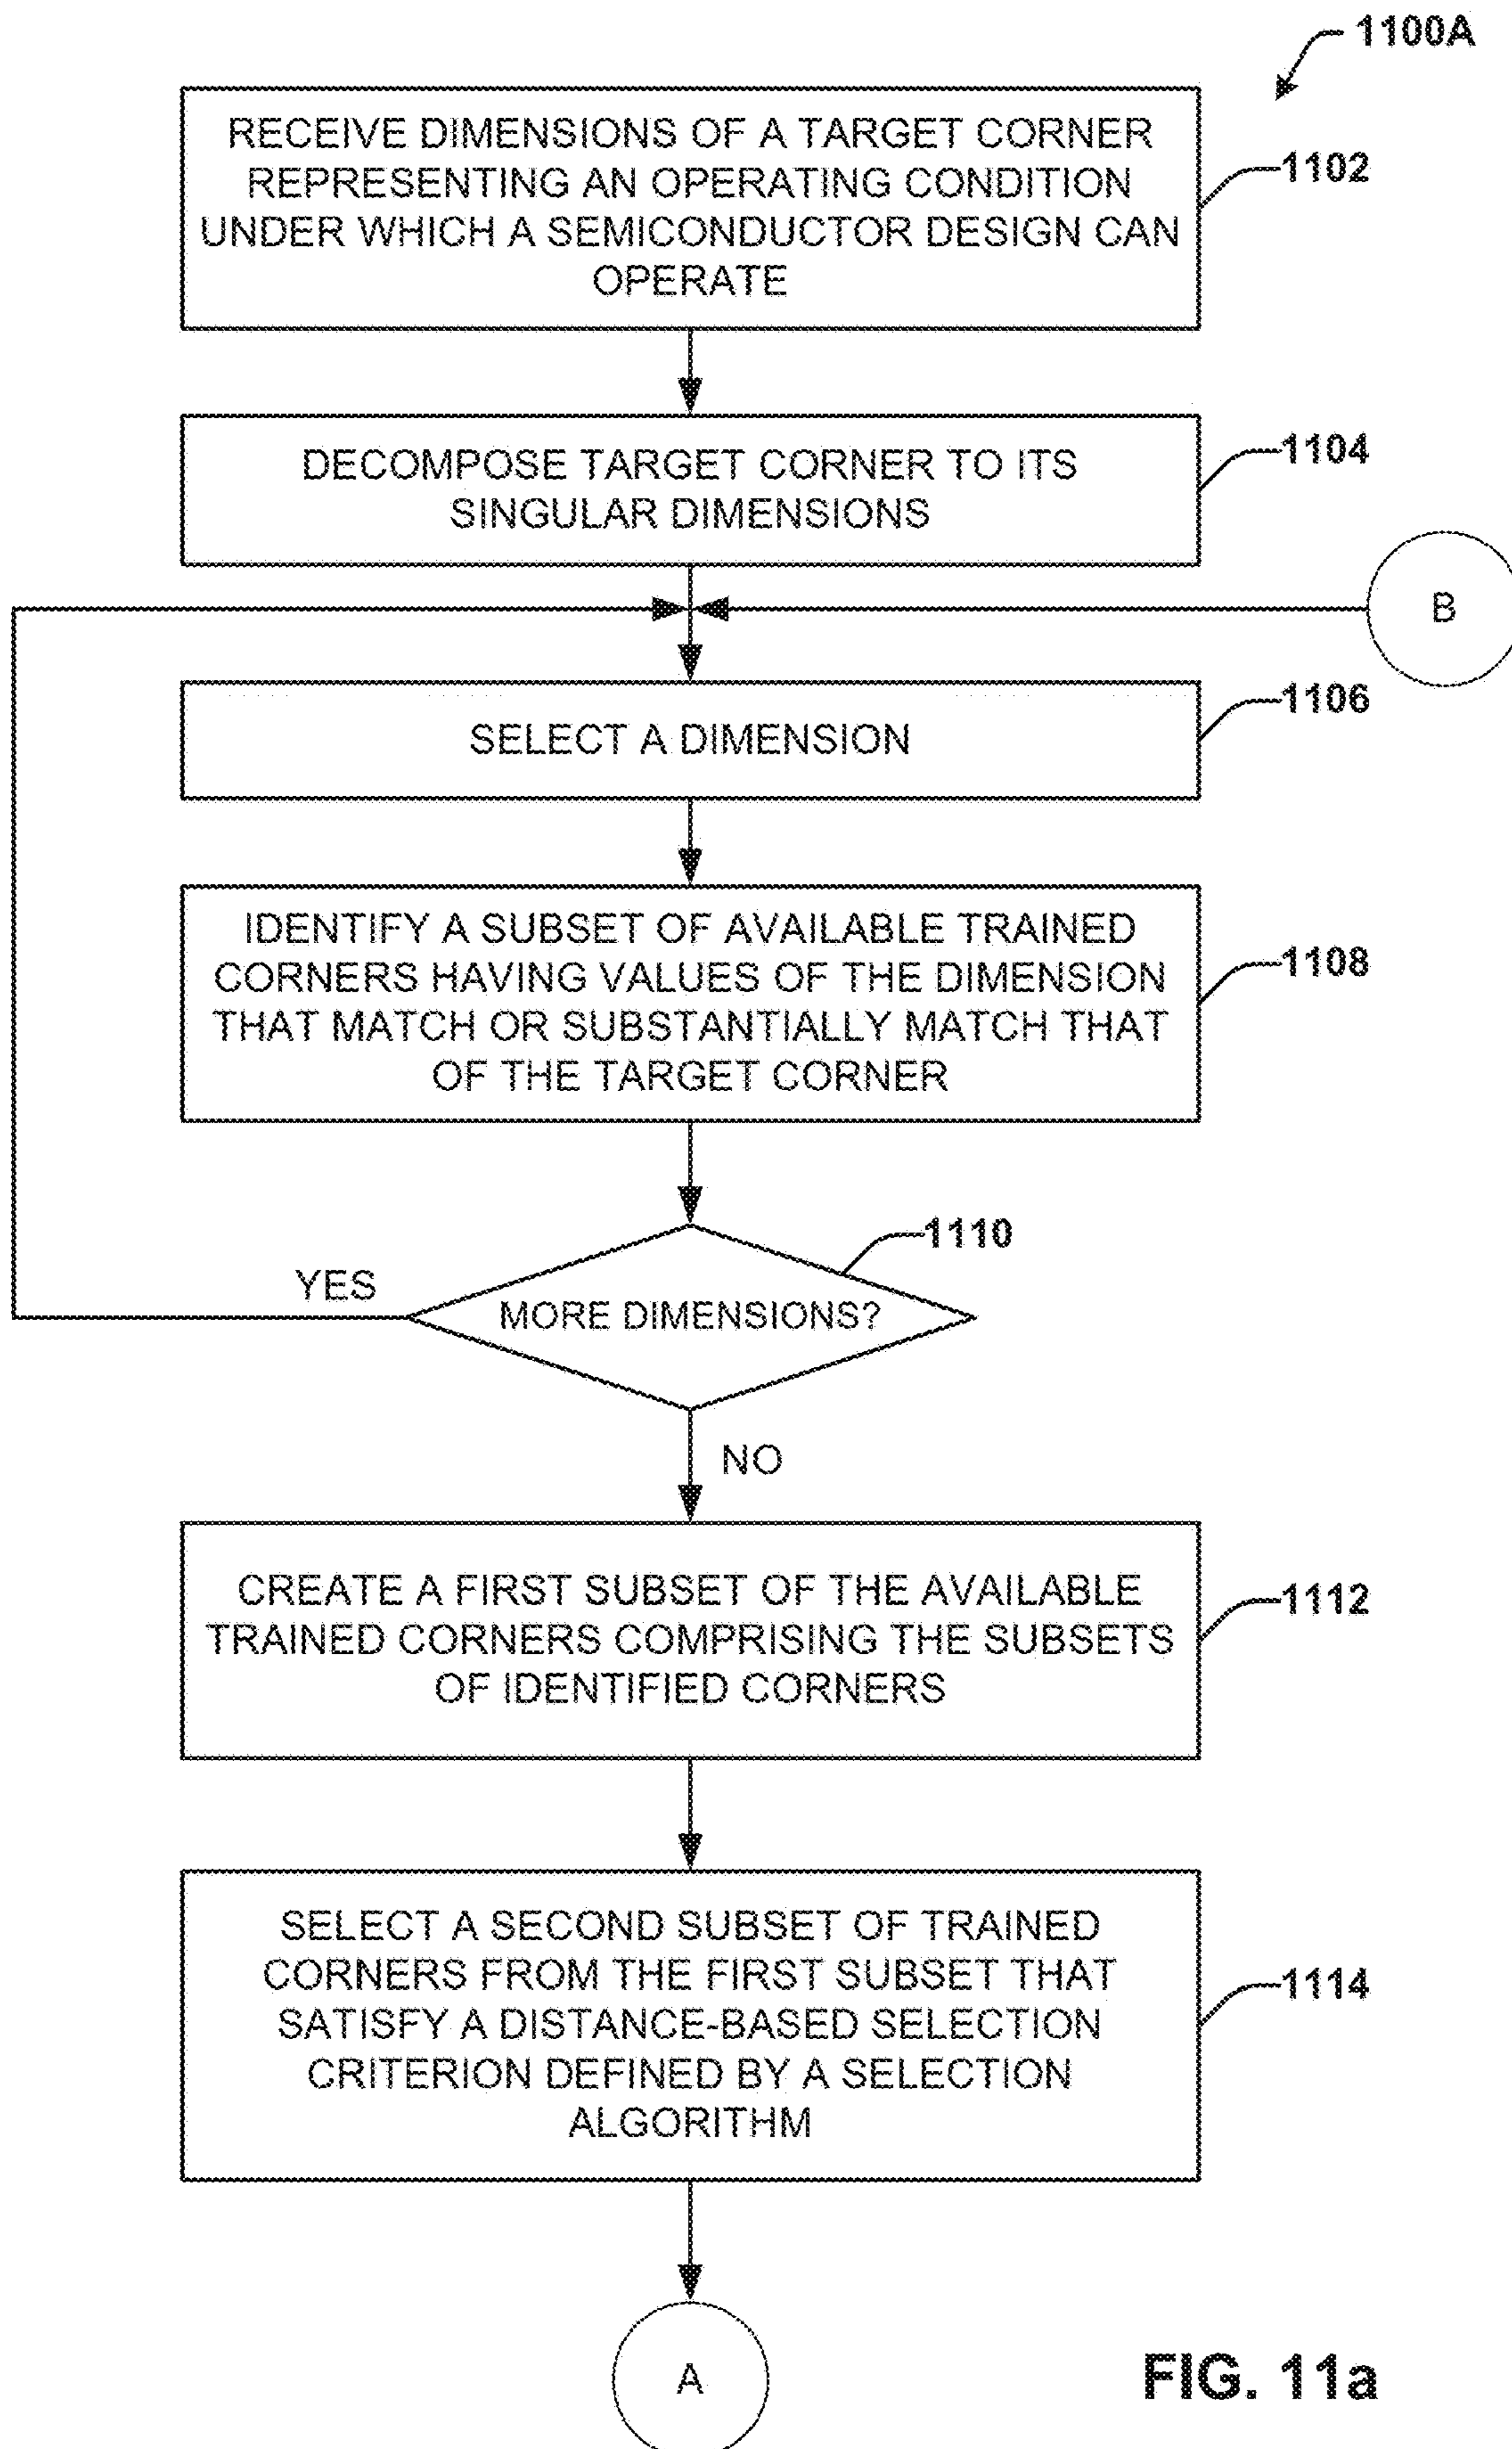 1100A
RECEIVE DIMENSIONS OF A TARGET CORNER
REPRESENTING AN OPERATING CONDITION
UNDER WHICH A SEMICONDUCTOR DESIGN CAN
OPERATE
1102
DECOMPOSE TARGET CORNER TO ITS
SINGULAR DIMENSIONS
1104
B
SELECT A DIMENSION
1106
IDENTIFY A SUBSET OF AVAILABLE TRAINED
CORNERS HAVING VALUES OF THE DIMENSION
THAT MATCH OR SUBSTANTIALLY MATCH THAT
OF THE TARGET CORNER
1108
1110
YES
MORE DIMENSIONS?
NO
CREATE A FIRST SUBSET OF THE AVAILABLE
TRAINED CORNERS COMPRISING THE SUBSETS
OF IDENTIFIED CORNERS
1112
SELECT A SECOND SUBSET OF TRAINED
CORNERS FROM THE FIRST SUBSET THAT
SATISFY A DISTANCE-BASED SELECTION
CRITERION DEFINED BY A SELECTION
ALGORITHM
1114
A
FIG. 11a